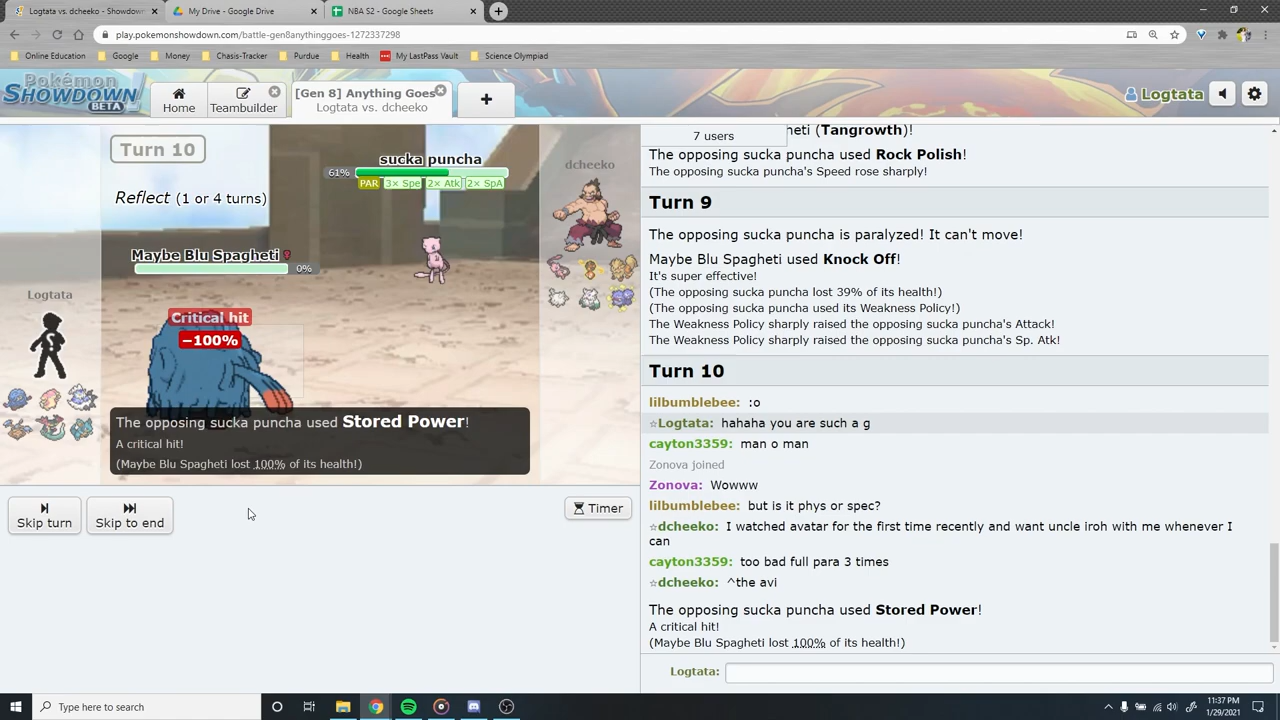 Logtata vs. dcheeko - Showdown!
My Drive - Google Drive
NBA S2 - Google Sheets
play.pokemonshowdown.com/battle-gen8anythinggoes-1272337298
Online Education
Google
Money
Chasis-Tracker
Purdue
Health
My LastPass Vault
Science Olympiad
Pokémon
SHOWDOWN
BETA
Home
Teambuilder
[Gen 8] Anything Goes
Logtata vs. dcheeko
Logtata
Turn 10
Reflect (1 or 4 turns)
sucka puncha
61%
PAR 3× Spe 2× Atk 2× SpA
Maybe Blu Spagheti
0%
Critical hit
−100%
Logtata
dcheeko
The opposing sucka puncha used Stored Power!
A critical hit!
(Maybe Blu Spagheti lost 100% of its health!)
Skip turn
Skip to end
Timer
7 users
heti (Tangrowth)!
The opposing sucka puncha used Rock Polish!
The opposing sucka puncha's Speed rose sharply!
Turn 9
The opposing sucka puncha is paralyzed! It can't move!
Maybe Blu Spagheti used Knock Off!
It's super effective!
(The opposing sucka puncha lost 39% of its health!)
(The opposing sucka puncha used its Weakness Policy!)
The Weakness Policy sharply raised the opposing sucka puncha's Attack!
The Weakness Policy sharply raised the opposing sucka puncha's Sp. Atk!
Turn 10
lilbumblebee: :o
☆Logtata: hahaha you are such a g
cayton3359: man o man
Zonova joined
Zonova: Wowww
lilbumblebee: but is it phys or spec?
☆dcheeko: I watched avatar for the first time recently and want uncle iroh with me whenever I
can
cayton3359: too bad full para 3 times
☆dcheeko: ^the avi
The opposing sucka puncha used Stored Power!
A critical hit!
(Maybe Blu Spagheti lost 100% of its health!)
Logtata:
Type here to search
11:37 PM
1/29/2021